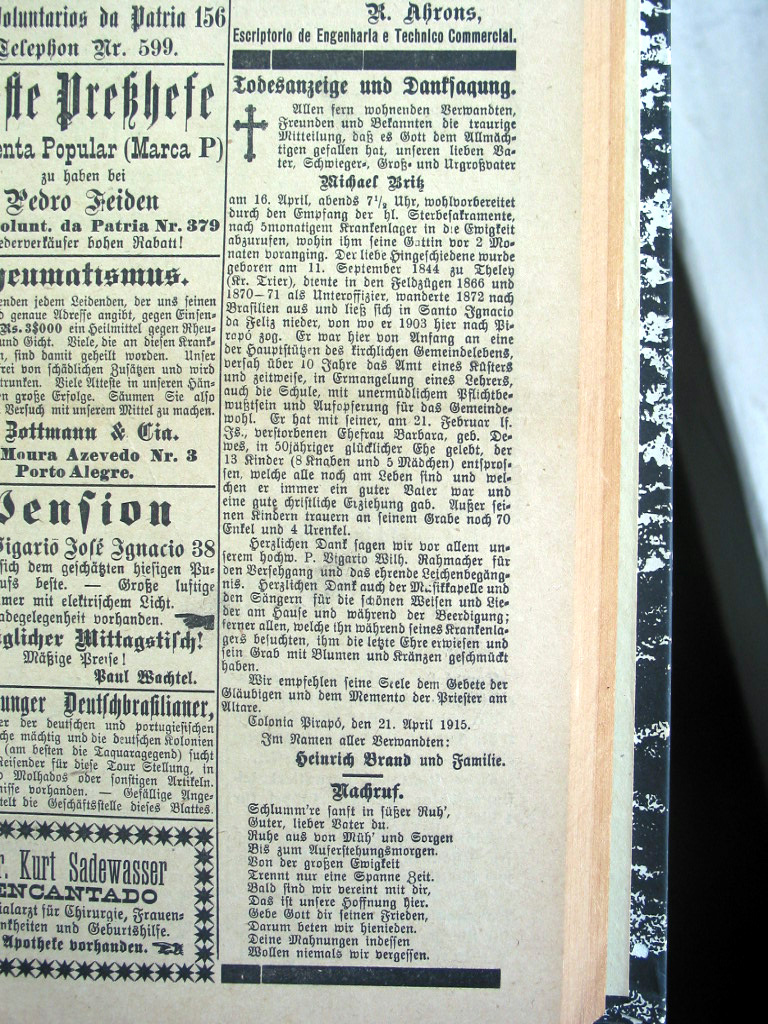 Voluntarios da Patria 156
Telephon Nr. 599.
Preßhefe
Popular (Marca P)
zu haben bei
Pedro Feiden
Volunt. da Patria Nr. 379
hohen Rabatt!
heumatismus.
enden jedem Leidenden, der uns seinen
genaue Adresse angibt, gegen Einsen-
Rs. 3$000 ein Heilmittel gegen Rheu-
und Gicht. Viele, die an diesen Krank-
n, sind damit geheilt worden. Unser
rei von schädlichen Zusätzen und wird
trunken. Viele Atteste in unseren Hän-
en große Erfolge. Säumen Sie also
Versuch mit unserem Mittel zu machen.
Zottmann & Cia.
Moura Azevedo Nr. 3
Porto Alegre.
Pension
Vigario José Ignacio 38
sich dem geschätzten hiesigen Pu-
ufs beste. — Große luftige
mer mit elektrischem Licht.
adegelegenheit vorhanden.
glicher Mittagstisch!
Mäßige Preise!
Paul Wachtel.
unger Deutschbrasilianer,
er der deutschen und portugiesischen
che mächtig und die deutschen Kolonien
(am besten die Taquaragegend) sucht
Reisender für diese Tour Stellung, in
Molhados oder sonstigen Artikeln.
nisse vorhanden. — Gefällige Ange-
telt die Geschäftsstelle dieses Blattes.
r. Kurt Sadewasser
ENCANTADO
ialarzt für Chirurgie, Frauen-
nkheiten und Geburtshilfe.
Apotheke vorhanden.
R. Ahrons,
Escriptorio de Engenharia e Technico Commercial.
Todesanzeige und Danksagung.
Allen fern wohnenden Verwandten,
Freunden und Bekannten die traurige
Mitteilung, daß es Gott dem Allmäch-
tigen gefallen hat, unseren lieben Va-
ter, Schwieger-, Groß- und Urgroßvater
Michael Britz
am 16. April, abends 7½ Uhr, wohlvorbereitet
durch den Empfang der hl. Sterbesakramente,
nach 5monatigem Krankenlager in die Ewigkeit
abzurufen, wohin ihm seine Gattin vor 2 Mo-
naten voranging. Der liebe Hingeschiedene wurde
geboren am 11. September 1844 zu Theley
(Kr. Trier), diente in den Feldzügen 1866 und
1870–71 als Unteroffizier, wanderte 1872 nach
Brasilien aus und ließ sich in Santo Ignacio
da Feliz nieder, von wo er 1903 hier nach Pi-
rapó zog. Er war hier von Anfang an eine
der Hauptstützen des kirchlichen Gemeindelebens,
versah über 10 Jahre das Amt eines Küsters
und zeitweise, in Ermangelung eines Lehrers,
auch die Schule, mit unermüdlichem Pflichtbe-
wußtsein und Aufopferung für das Gemeinde-
wohl. Er hat mit seiner, am 21. Februar lf.
Js., verstorbenen Ehefrau Barbara, geb. De-
wes, in 50jähriger glücklicher Ehe gelebt, der
13 Kinder (8 Knaben und 5 Mädchen) entspros-
sen, welche alle noch am Leben sind und wel-
chen er immer ein guter Vater war und
eine gute christliche Erziehung gab. Außer sei-
nen Kindern trauern an seinem Grabe noch 70
Enkel und 4 Urenkel.
Herzlichen Dank sagen wir vor allem un-
serem hochw. P. Vigario Wilh. Rahmacher für
den Versehgang und das ehrende Leichenbegäng-
nis. Herzlichen Dank auch der Musikkapelle und
den Sängern für die schönen Weisen und Lie-
der am Hause und während der Beerdigung;
ferner allen, welche ihn während seines Krankenla-
gers besuchten, ihm die letzte Ehre erwiesen und
sein Grab mit Blumen und Kränzen geschmückt
haben.
Wir empfehlen seine Seele dem Gebete der
Gläubigen und dem Memento der Priester am
Altare.
Colonia Pirapó, den 21. April 1915.
Im Namen aller Verwandten:
Heinrich Brand und Familie.
Nachruf.
Schlumm're sanft in süßer Ruh',
Guter, lieber Vater du.
Ruhe aus von Müh' und Sorgen
Bis zum Auferstehungsmorgen.
Von der großen Ewigkeit
Trennt nur eine Spanne Zeit.
Bald sind wir vereint mit dir,
Das ist unsere Hoffnung hier.
Gebe Gott dir seinen Frieden,
Darum beten wir hienieden.
Deine Mahnungen indessen
Wollen niemals wir vergessen.